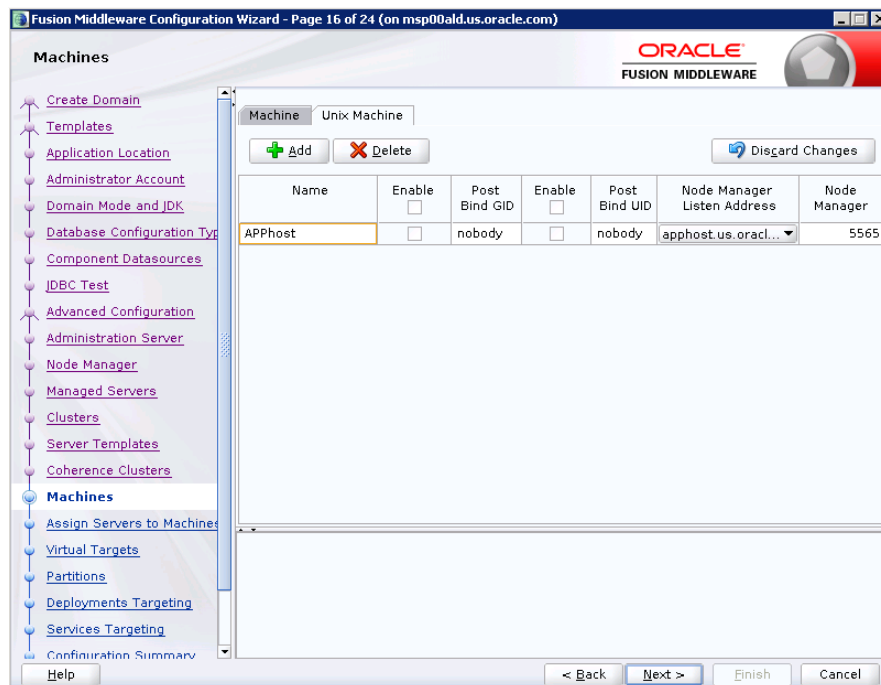 Fusion Middleware Configuration Wizard - Page 16 of 24 (on msp00ald.us.oracle.com)
Machines
ORACLE
FUSION MIDDLEWARE
Create Domain
Templates
Application Location
Administrator Account
Domain Mode and JDK
Database Configuration Typ
Component Datasources
JDBC Test
Advanced Configuration
Administration Server
Node Manager
Managed Servers
Clusters
Server Templates
Coherence Clusters
Machines
Assign Servers to Machines
Virtual Targets
Partitions
Deployments Targeting
Services Targeting
Configuration Summary
Machine Unix Machine
Add Delete Discard Changes
Name Enable Post Bind GID Enable Post Bind UID Node Manager Listen Address Node Manager
APPhost nobody nobody apphost.us.oracl... 5565
Help < Back Next > Finish Cancel